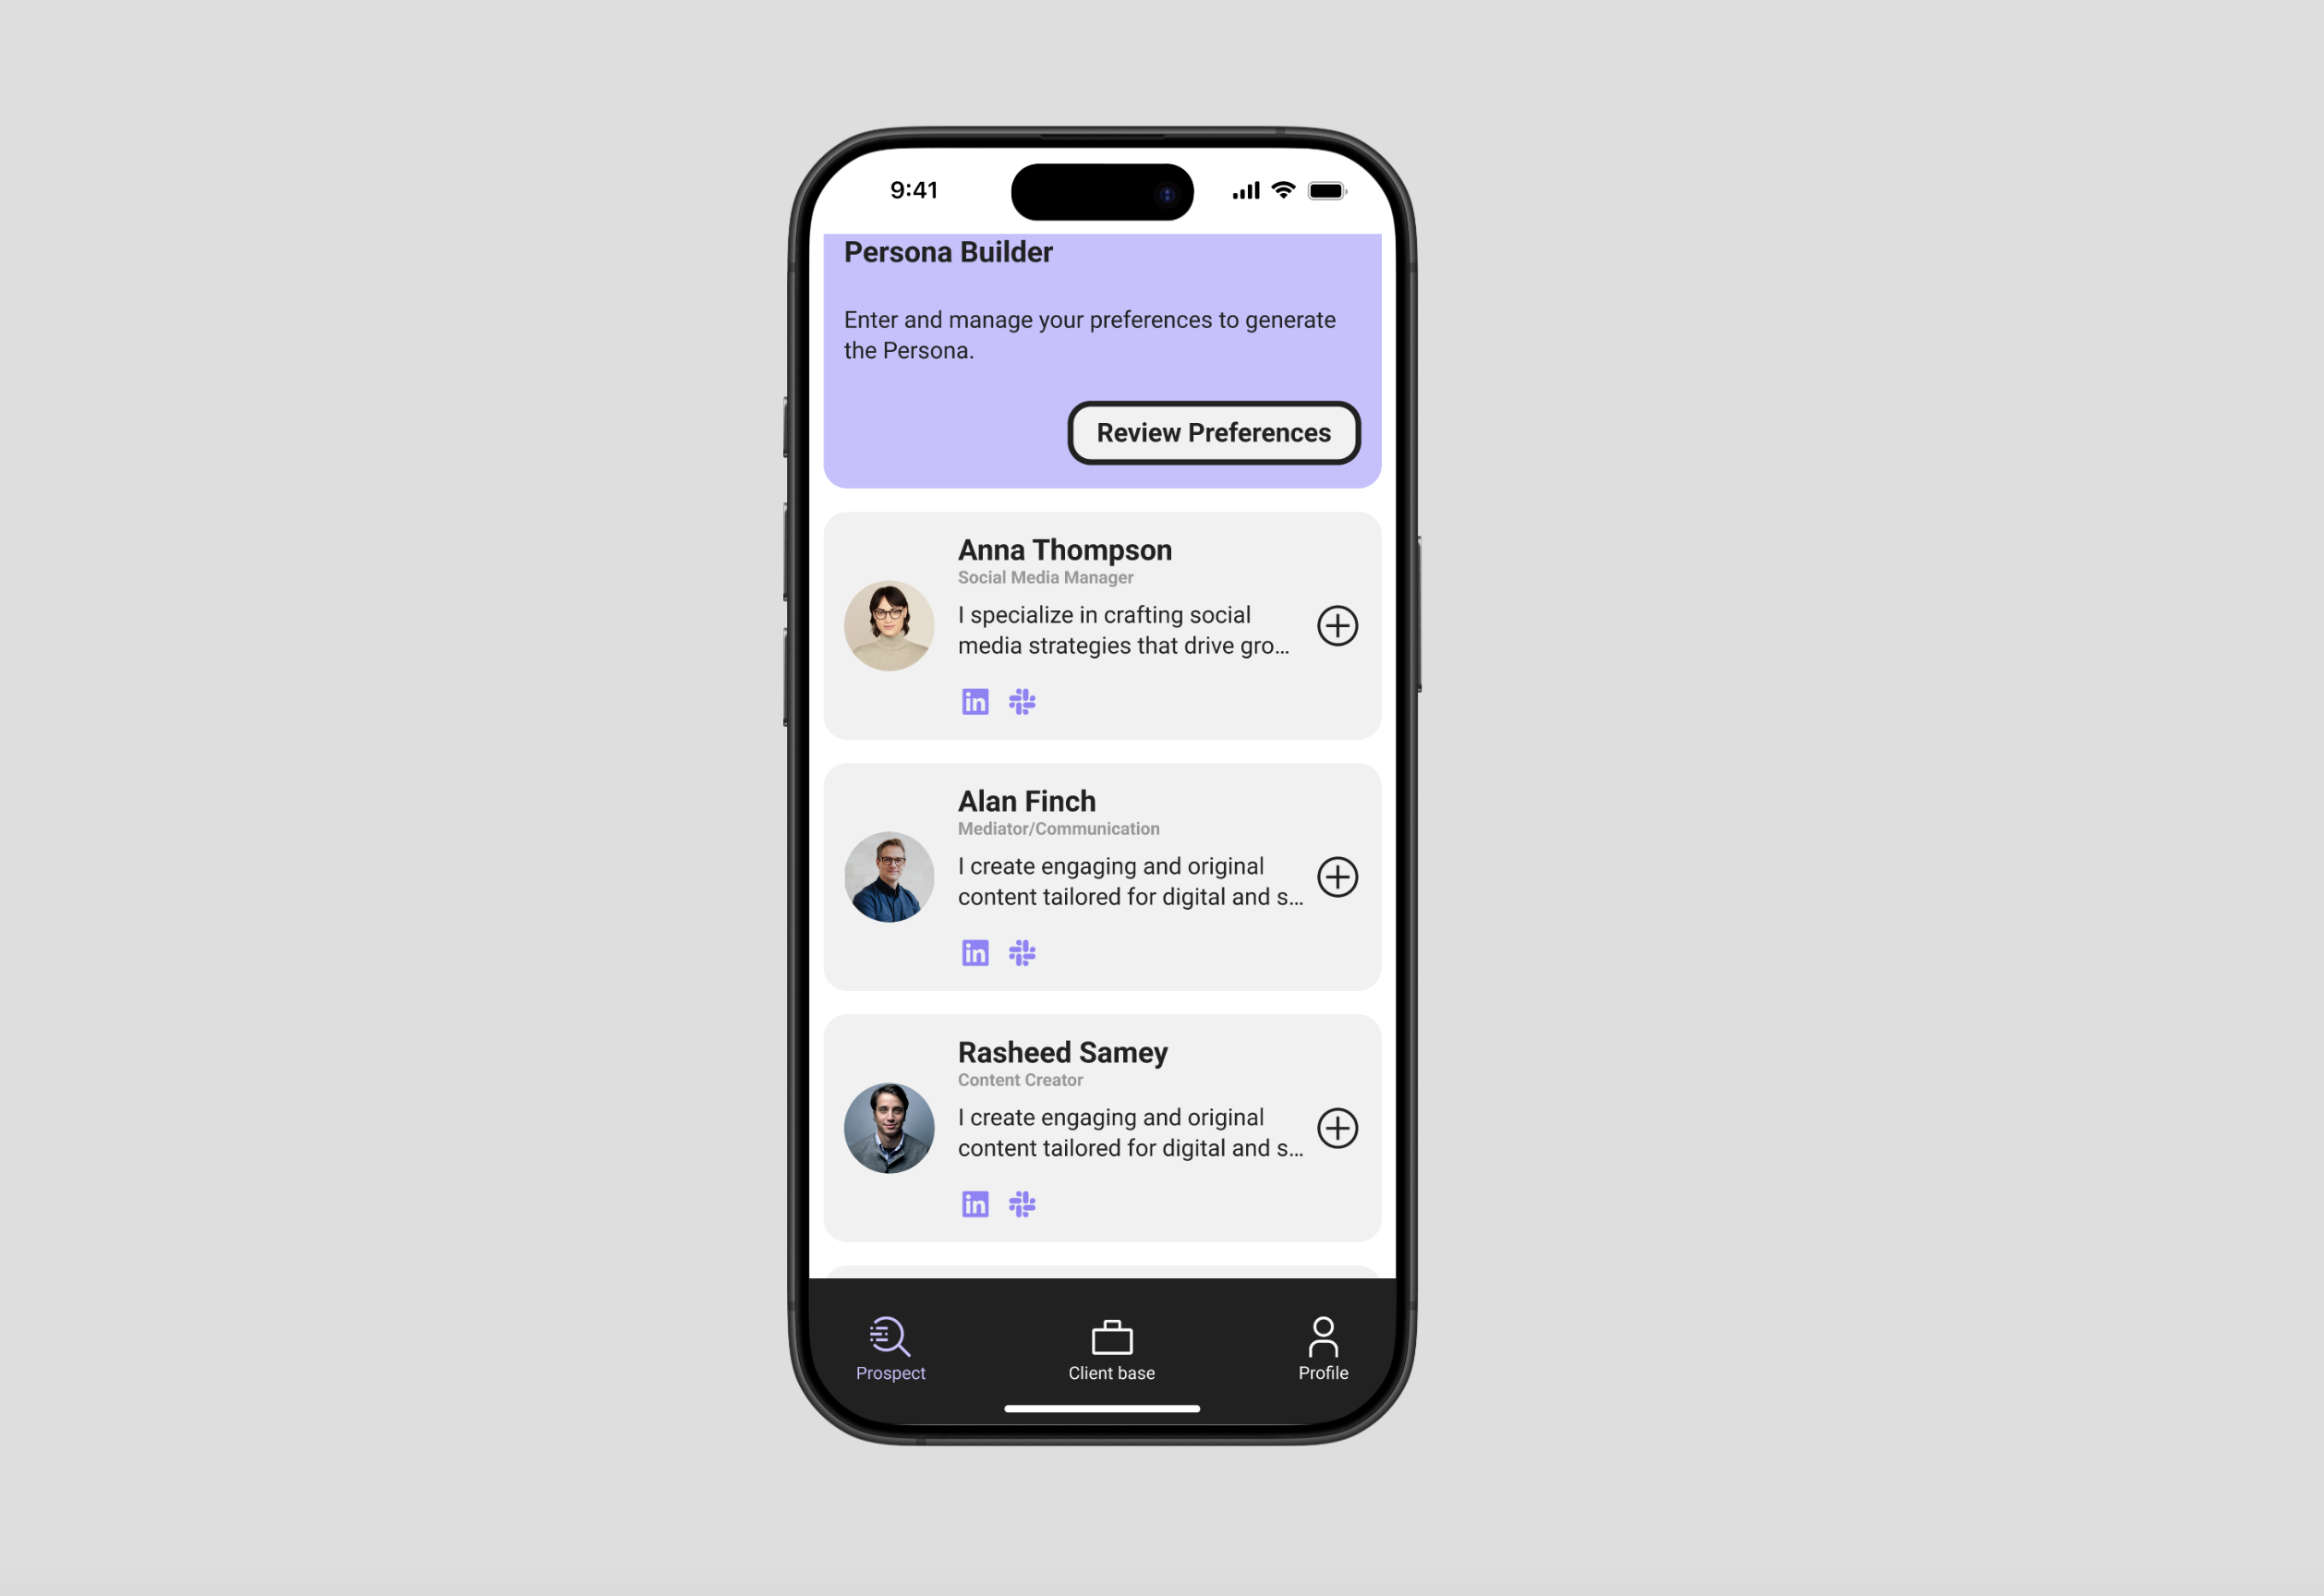 9:41
Persona Builder
Enter and manage your preferences to generate
the Persona.
Review Preferences
Anna Thompson
Social Media Manager
I specialize in crafting social
media strategies that drive gro...
in
Alan Finch
Mediator/Communication
I create engaging and original
content tailored for digital and s...
in
Rasheed Samey
Content Creator
I create engaging and original
content tailored for digital and s...
in
Prospect
Client base
Profile